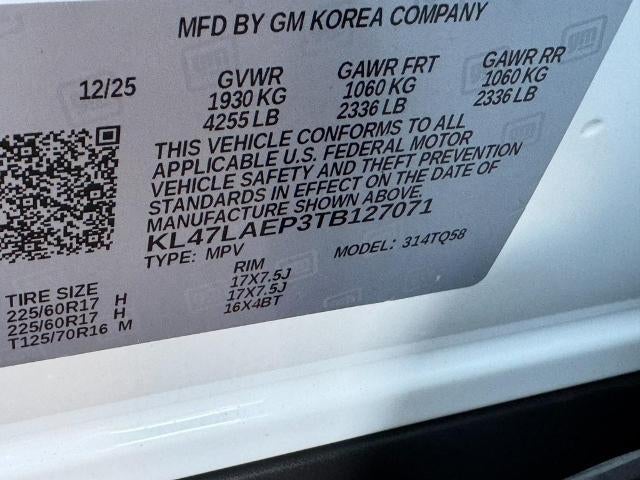 MFD BY GM KOREA COMPANY
12/25 GVWR GAWR FRT GAWR RR
1930 KG 1060 KG 1060 KG
4255 LB 2336 LB 2336 LB
THIS VEHICLE CONFORMS TO ALL
APPLICABLE U.S. FEDERAL MOTOR
VEHICLE SAFETY AND THEFT PREVENTION
STANDARDS IN EFFECT ON THE DATE OF
MANUFACTURE SHOWN ABOVE.
KL47LAEP3TB127071
TYPE: MPV MODEL: 314TQ58
TIRE SIZE RIM
225/60R17 H 17X7.5J
225/60R17 H 17X7.5J
T125/70R16 M 16X4BT